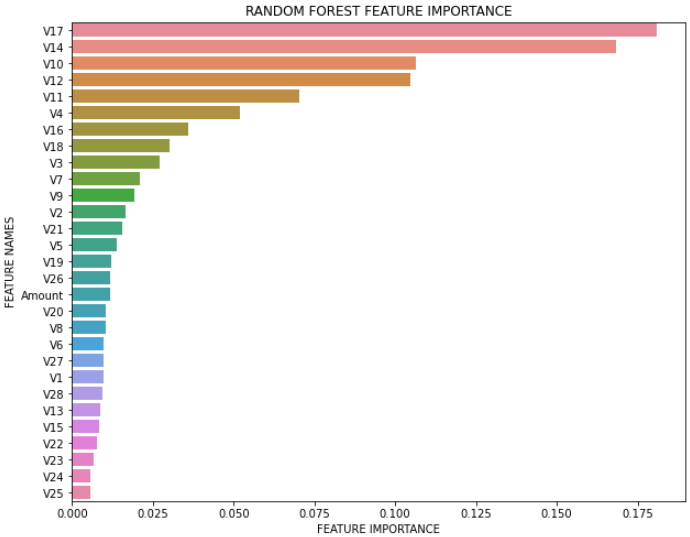 RANDOM FOREST FEATURE IMPORTANCE
FEATURE NAMES
V17
V14
V10
V12
V11
V4
V16
V18
V3
V7
V9
V2
V21
V5
V19
V26
Amount
V20
V8
V6
V27
V1
V28
V13
V15
V22
V23
V24
V25
0.000 0.025 0.050 0.075 0.100 0.125 0.150 0.175
FEATURE IMPORTANCE